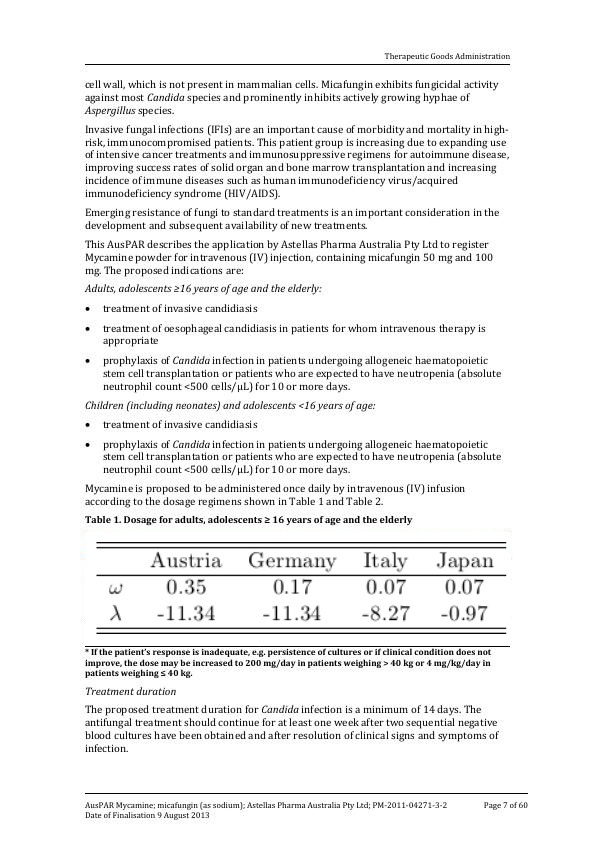 Therapeutic Goods Administration
cell wall, which is not present in mammalian cells. Micafungin exhibits fungicidal activity
against most Candida species and prominently inhibits actively growing hyphae of
Aspergillus species.
Invasive fungal infections (IFIs) are an important cause of morbidity and mortality in high-
risk, immunocompromised patients. This patient group is increasing due to expanding use
of intensive cancer treatments and immunosuppressive regimens for autoimmune disease,
improving success rates of solid organ and bone marrow transplantation and increasing
incidence of immune diseases such as human immunodeficiency virus/acquired
immunodeficiency syndrome (HIV/AIDS).
Emerging resistance of fungi to standard treatments is an important consideration in the
development and subsequent availability of new treatments.
This AusPAR describes the application by Astellas Pharma Australia Pty Ltd to register
Mycamine powder for intravenous (IV) injection, containing micafungin 50 mg and 100
mg. The proposed indications are:
Adults, adolescents ≥16 years of age and the elderly:
• treatment of invasive candidiasis
• treatment of oesophageal candidiasis in patients for whom intravenous therapy is
appropriate
• prophylaxis of Candida infection in patients undergoing allogeneic haematopoietic
stem cell transplantation or patients who are expected to have neutropenia (absolute
neutrophil count <500 cells/μL) for 10 or more days.
Children (including neonates) and adolescents <16 years of age:
• treatment of invasive candidiasis
• prophylaxis of Candida infection in patients undergoing allogeneic haematopoietic
stem cell transplantation or patients who are expected to have neutropenia (absolute
neutrophil count <500 cells/μL) for 10 or more days.
Mycamine is proposed to be administered once daily by intravenous (IV) infusion
according to the dosage regimens shown in Table 1 and Table 2.
Table 1. Dosage for adults, adolescents ≥ 16 years of age and the elderly
Austria Germany Italy Japan
ω 0.35 0.17 0.07 0.07
λ -11.34 -11.34 -8.27 -0.97
* If the patient's response is inadequate, e.g. persistence of cultures or if clinical condition does not
improve, the dose may be increased to 200 mg/day in patients weighing > 40 kg or 4 mg/kg/day in
patients weighing ≤ 40 kg.
Treatment duration
The proposed treatment duration for Candida infection is a minimum of 14 days. The
antifungal treatment should continue for at least one week after two sequential negative
blood cultures have been obtained and after resolution of clinical signs and symptoms of
infection.
AusPAR Mycamine; micafungin (as sodium); Astellas Pharma Australia Pty Ltd; PM-2011-04271-3-2 Page 7 of 60
Date of Finalisation 9 August 2013